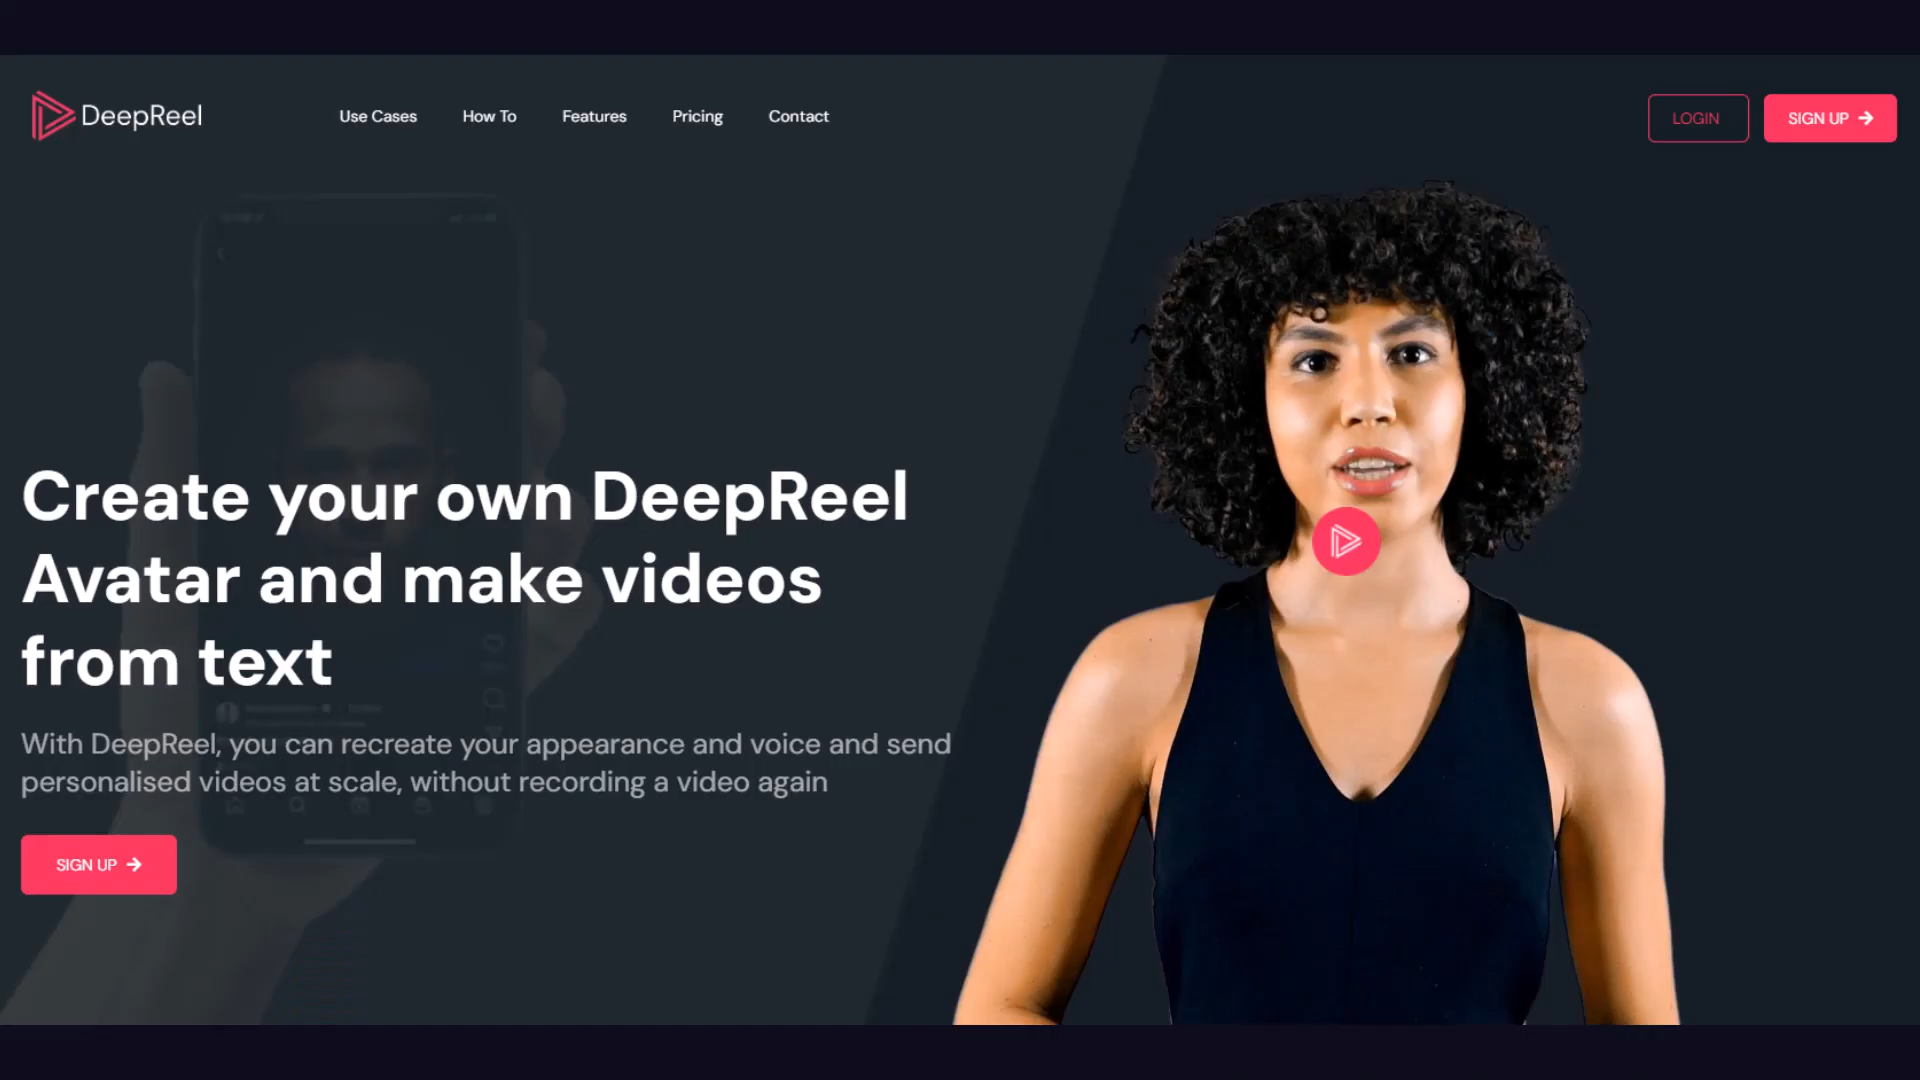 DeepReel
Use Cases
How To
Features
Pricing
Contact
LOGIN
SIGN UP
Create your own DeepReel
Avatar and make videos
from text
With DeepReel, you can recreate your appearance and voice and send
personalised videos at scale, without recording a video again
SIGN UP